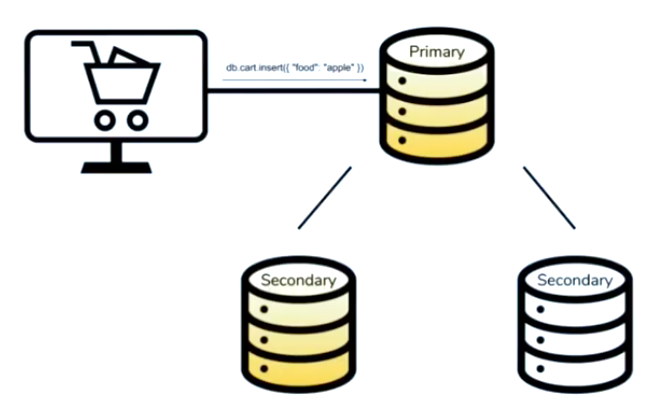 db.cart.insert({ "food": "apple" })
Primary
Secondary
Secondary